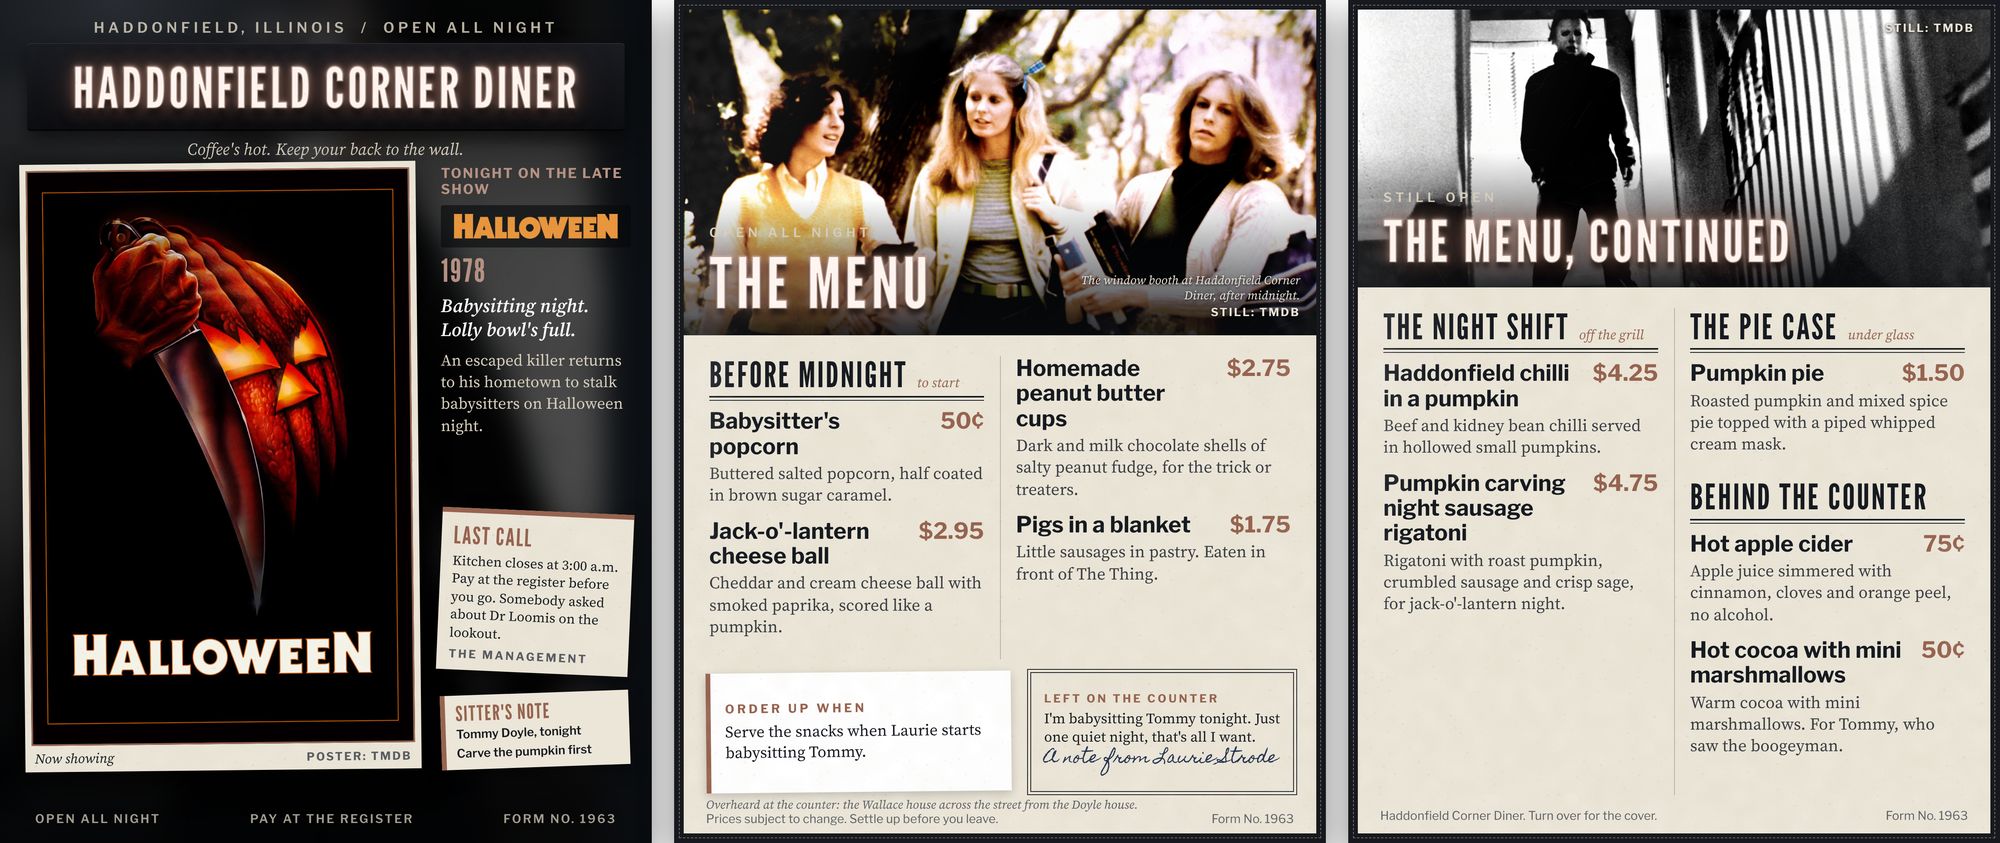 HADDONFIELD, ILLINOIS / OPEN ALL NIGHT
HADDONFIELD CORNER DINER
Coffee's hot. Keep your back to the wall.
HALLOWEEN
Now showing
POSTER: TMDB
TONIGHT ON THE LATE
SHOW
HALLOWEEN
1978
Babysitting night.
Lolly bowl's full.
An escaped killer returns
to his hometown to stalk
babysitters on Halloween
night.
LAST CALL
Kitchen closes at 3:00 a.m.
Pay at the register before
you go. Somebody asked
about Dr Loomis on the
lookout.
THE MANAGEMENT
SITTER'S NOTE
Tommy Doyle, tonight
Carve the pumpkin first
OPEN ALL NIGHT
PAY AT THE REGISTER
FORM NO. 1963
OPEN ALL NIGHT
THE MENU
The window booth at Haddonfield Corner
Diner, after midnight.
STILL: TMDB
BEFORE MIDNIGHT to start
Babysitter's 50¢
popcorn
Buttered salted popcorn, half coated
in brown sugar caramel.
Jack-o'-lantern $2.95
cheese ball
Cheddar and cream cheese ball with
smoked paprika, scored like a
pumpkin.
Homemade $2.75
peanut butter
cups
Dark and milk chocolate shells of
salty peanut fudge, for the trick or
treaters.
Pigs in a blanket $1.75
Little sausages in pastry. Eaten in
front of The Thing.
ORDER UP WHEN
Serve the snacks when Laurie starts
babysitting Tommy.
LEFT ON THE COUNTER
I'm babysitting Tommy tonight. Just
one quiet night, that's all I want.
A note from Laurie Strode
Overheard at the counter: the Wallace house across the street from the Doyle house.
Prices subject to change. Settle up before you leave.
Form No. 1963
STILL: TMDB
STILL OPEN
THE MENU, CONTINUED
THE NIGHT SHIFT off the grill
Haddonfield chilli $4.25
in a pumpkin
Beef and kidney bean chilli served
in hollowed small pumpkins.
Pumpkin carving $4.75
night sausage
rigatoni
Rigatoni with roast pumpkin,
crumbled sausage and crisp sage,
for jack-o'-lantern night.
THE PIE CASE under glass
Pumpkin pie $1.50
Roasted pumpkin and mixed spice
pie topped with a piped whipped
cream mask.
BEHIND THE COUNTER
Hot apple cider 75¢
Apple juice simmered with
cinnamon, cloves and orange peel,
no alcohol.
Hot cocoa with mini 50¢
marshmallows
Warm cocoa with mini
marshmallows. For Tommy, who
saw the boogeyman.
Haddonfield Corner Diner. Turn over for the cover.
Form No. 1963